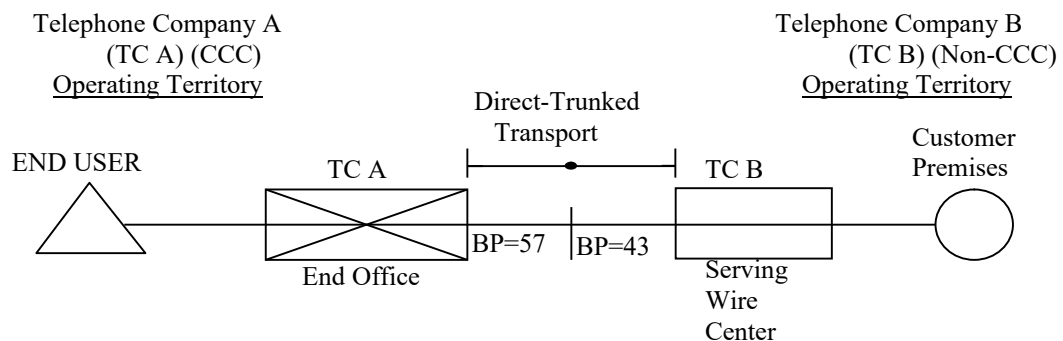 Telephone Company A
(TC A) (CCC)
Operating Territory
Telephone Company B
(TC B) (Non-CCC)
Operating Territory
Direct-Trunked
Transport
END USER
TC A
TC B
Customer
Premises
BP=57
BP=43
End Office
Serving
Wire
Center